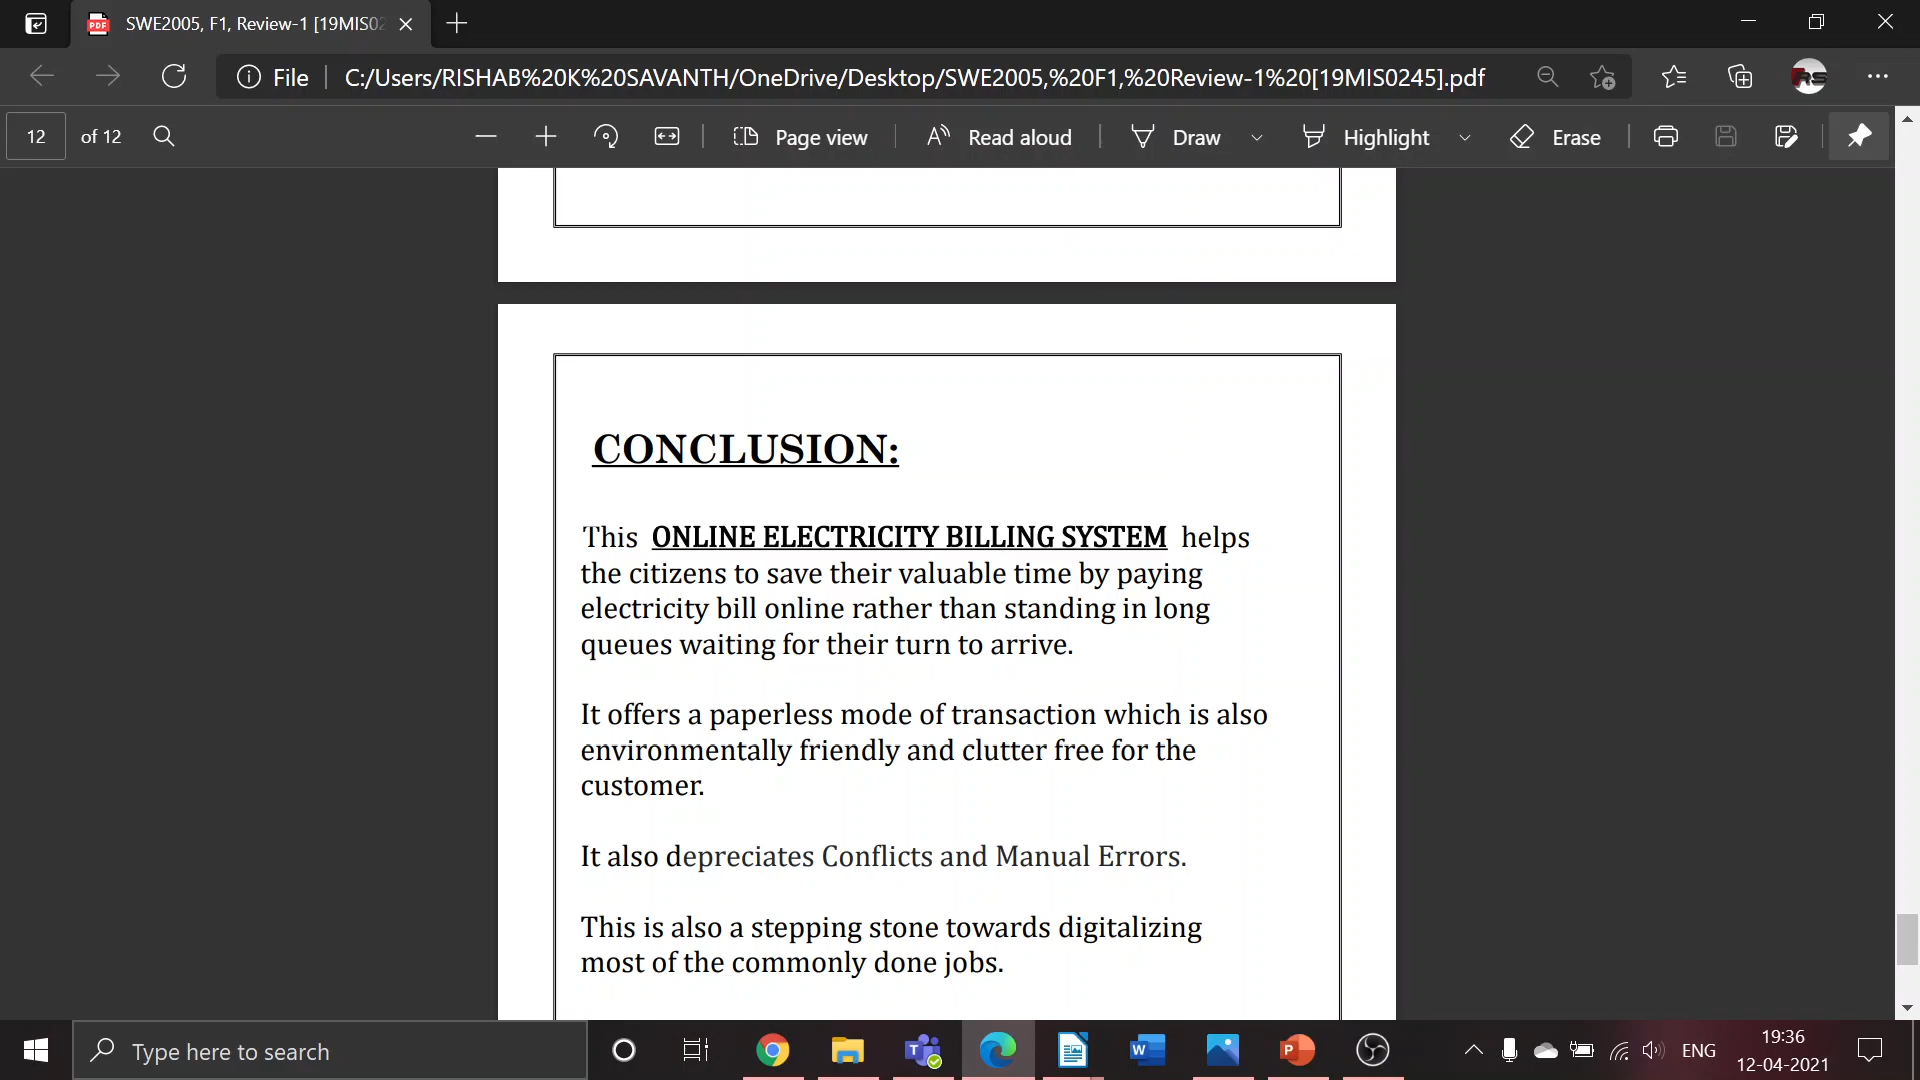 SWE2005, F1, Review-1 [19MIS02
File
C:/Users/RISHAB%20K%20SAVANTH/OneDrive/Desktop/SWE2005,%20F1,%20Review-1%20[19MIS0245].pdf
RS
12 of 12
Page view
Read aloud
Draw
Highlight
Erase
CONCLUSION:
This ONLINE ELECTRICITY BILLING SYSTEM helps
the citizens to save their valuable time by paying
electricity bill online rather than standing in long
queues waiting for their turn to arrive.
It offers a paperless mode of transaction which is also
environmentally friendly and clutter free for the
customer.
It also depreciates Conflicts and Manual Errors.
This is also a stepping stone towards digitalizing
most of the commonly done jobs.
Type here to search
ENG
19:36
12-04-2021